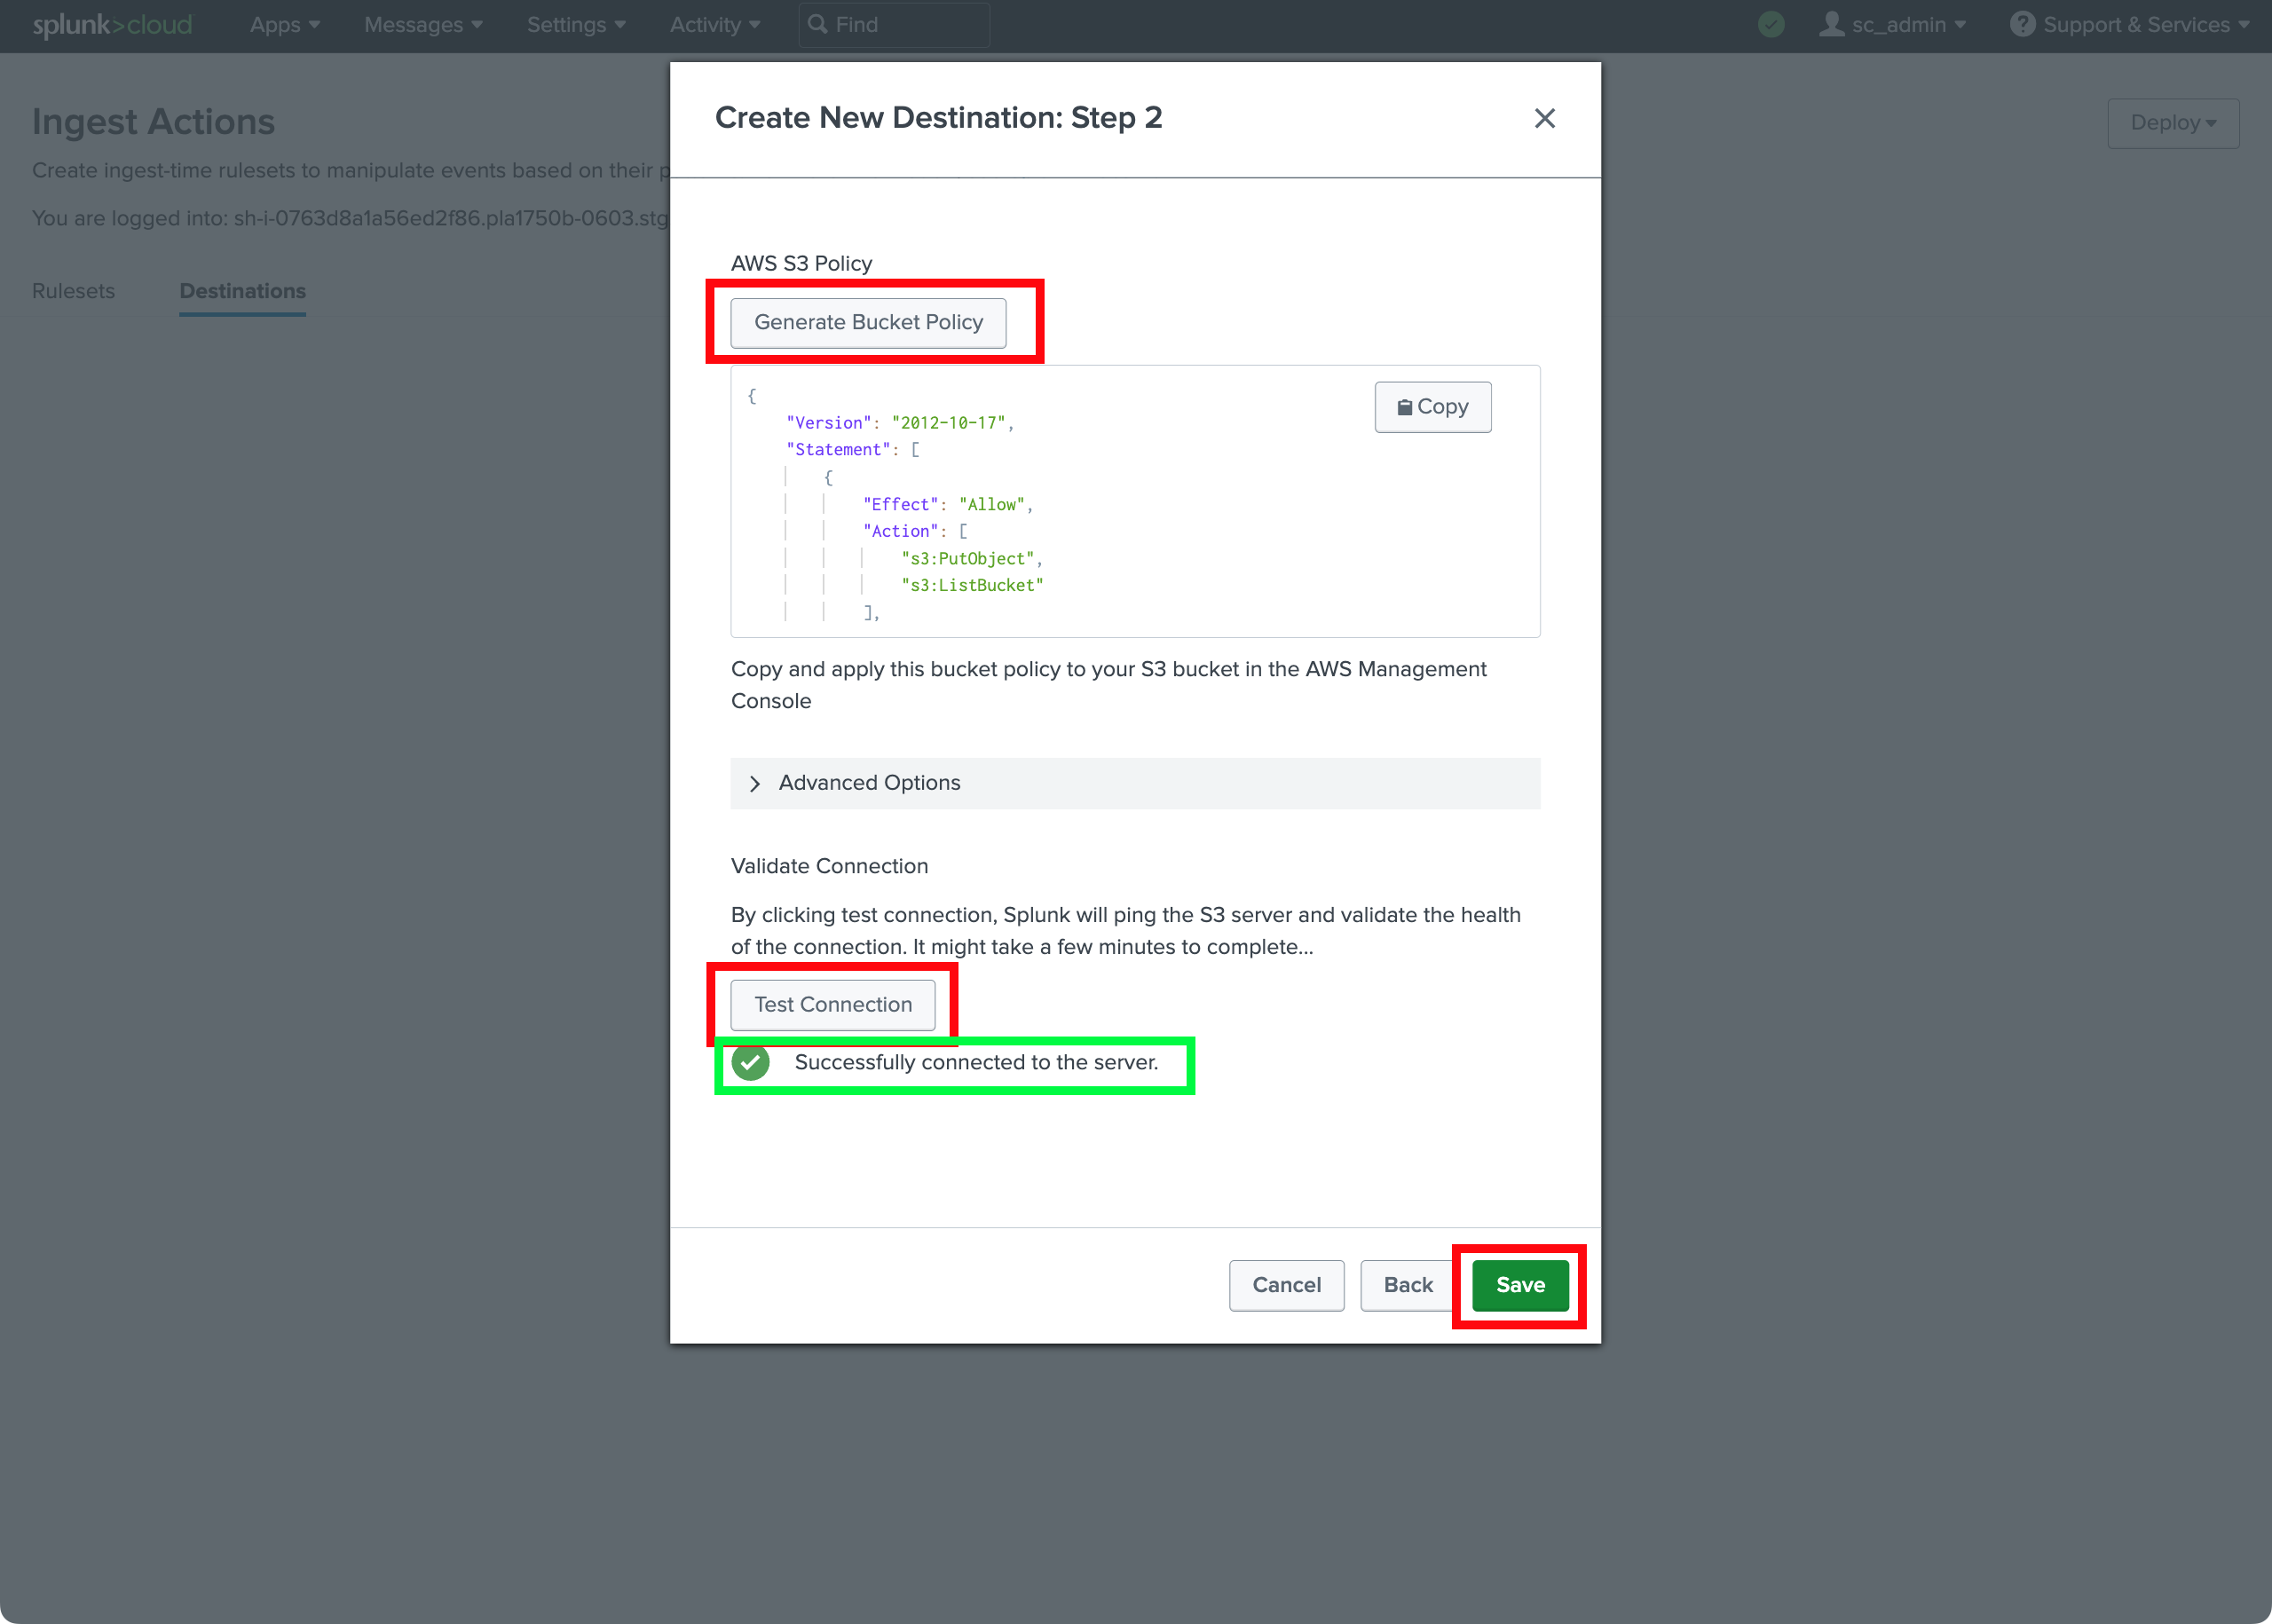 splunk>cloud Apps Messages Settings Activity Find sc_admin Support & Services
Ingest Actions
Deploy
Create ingest-time rulesets to manipulate events based on their p
You are logged into: sh-i-0763d8a1a56ed2f86.pla1750b-0603.stg
Rulesets Destinations
Create New Destination: Step 2
AWS S3 Policy
Generate Bucket Policy
Copy
{
"Version": "2012-10-17",
"Statement": [
{
"Effect": "Allow",
"Action": [
"s3:PutObject",
"s3:ListBucket"
],
Copy and apply this bucket policy to your S3 bucket in the AWS Management
Console
Advanced Options
Validate Connection
By clicking test connection, Splunk will ping the S3 server and validate the health
of the connection. It might take a few minutes to complete...
Test Connection
Successfully connected to the server.
Cancel Back Save